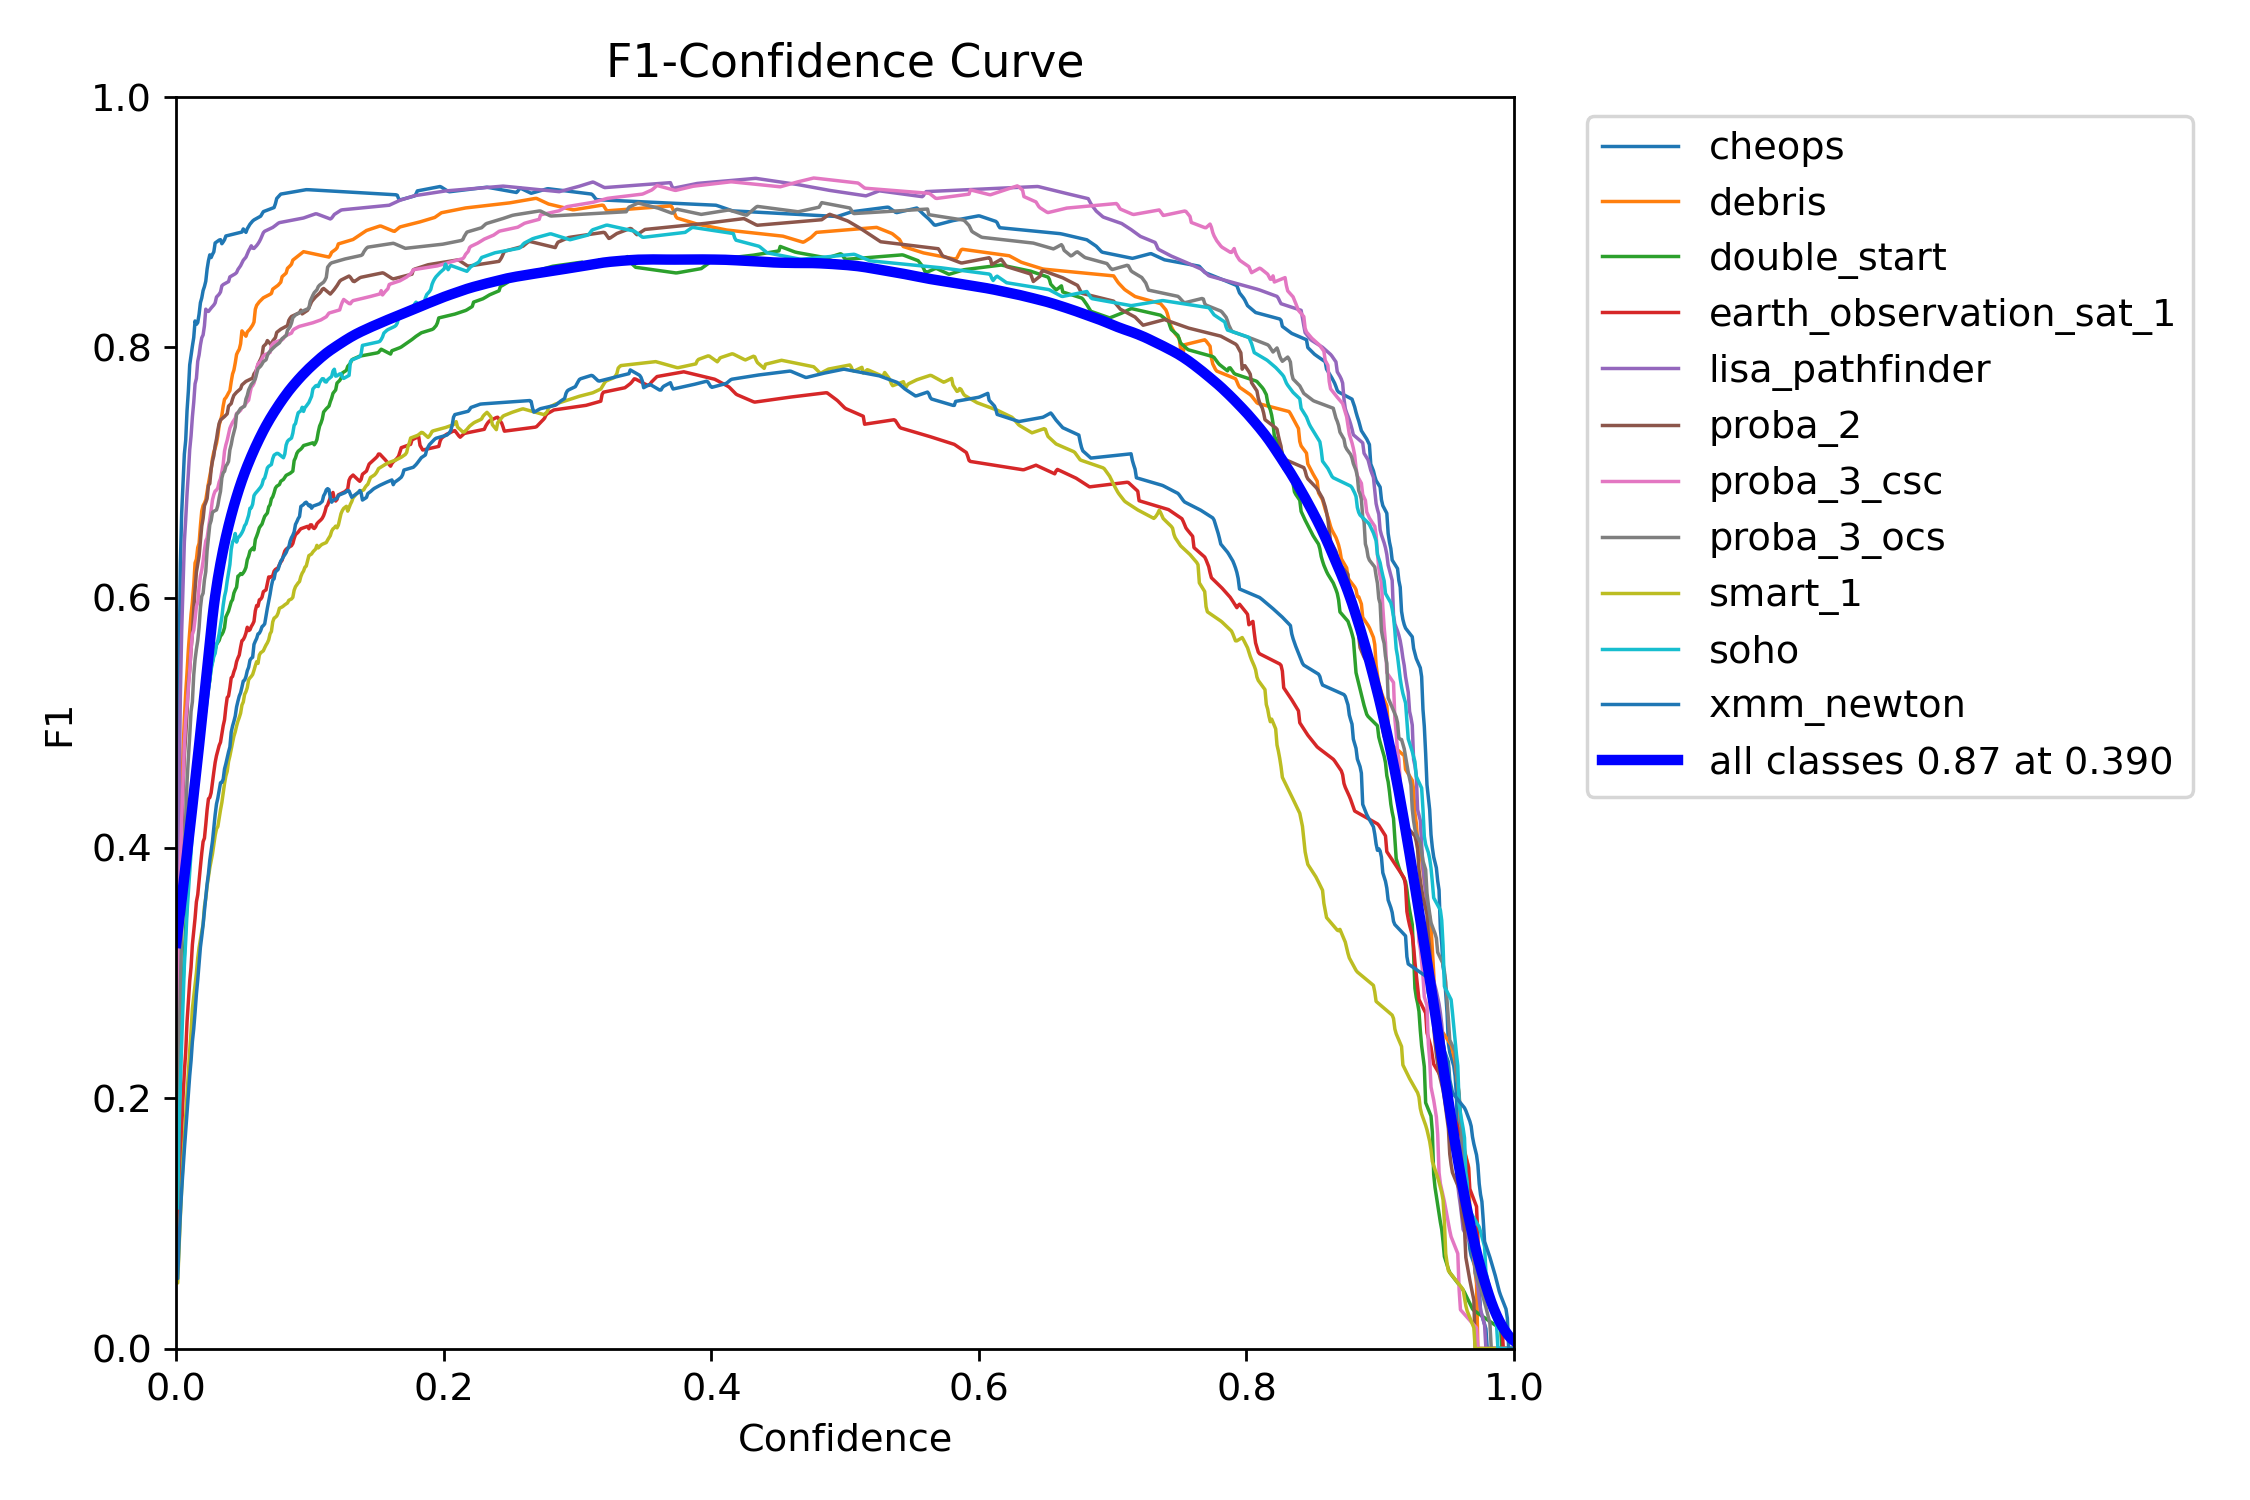 F1-Confidence Curve
1.0
0.8
0.6
0.4
0.2
0.0
F1
0.0 0.2 0.4 0.6 0.8 1.0
Confidence
cheops
debris
double_start
earth_observation_sat_1
lisa_pathfinder
proba_2
proba_3_csc
proba_3_ocs
smart_1
soho
xmm_newton
all classes 0.87 at 0.390